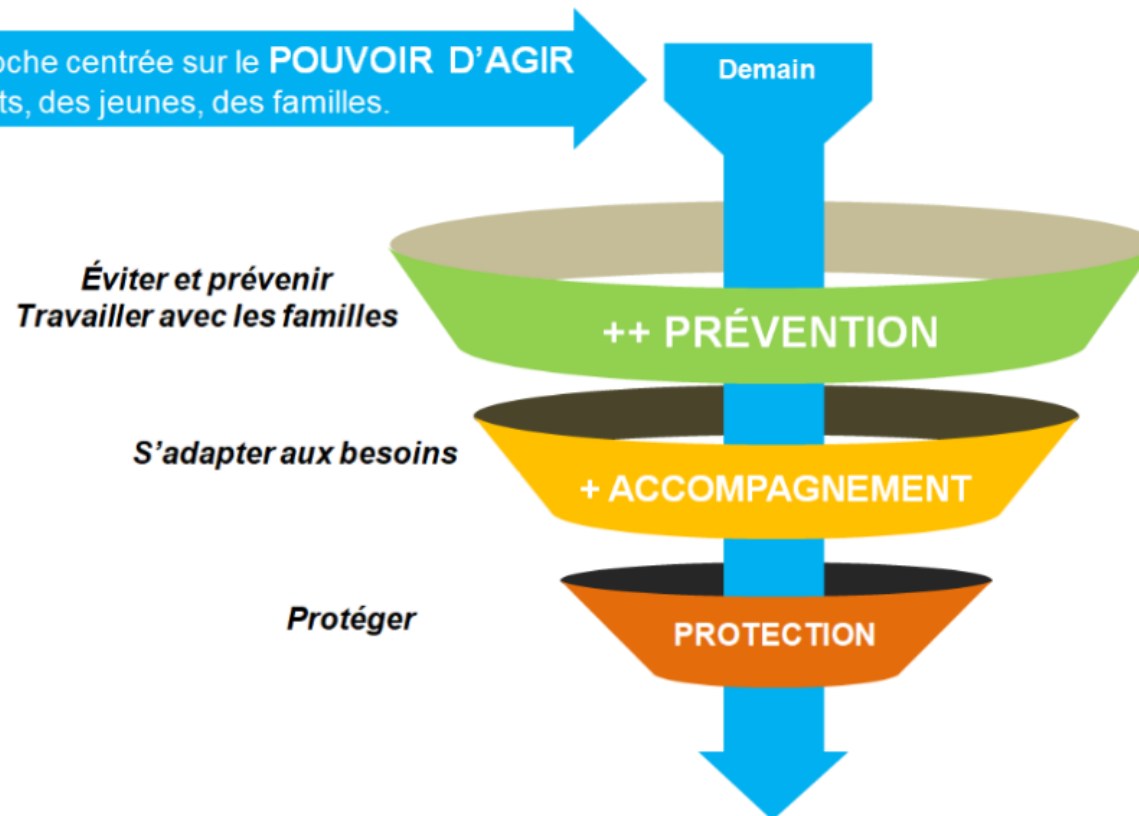 oche centrée sur le POUVOIR D'AGIR
ts, des jeunes, des familles.
Demain
Éviter et prévenir
Travailler avec les familles
++ PRÉVENTION
S'adapter aux besoins
+ ACCOMPAGNEMENT
Protéger
PROTECTION